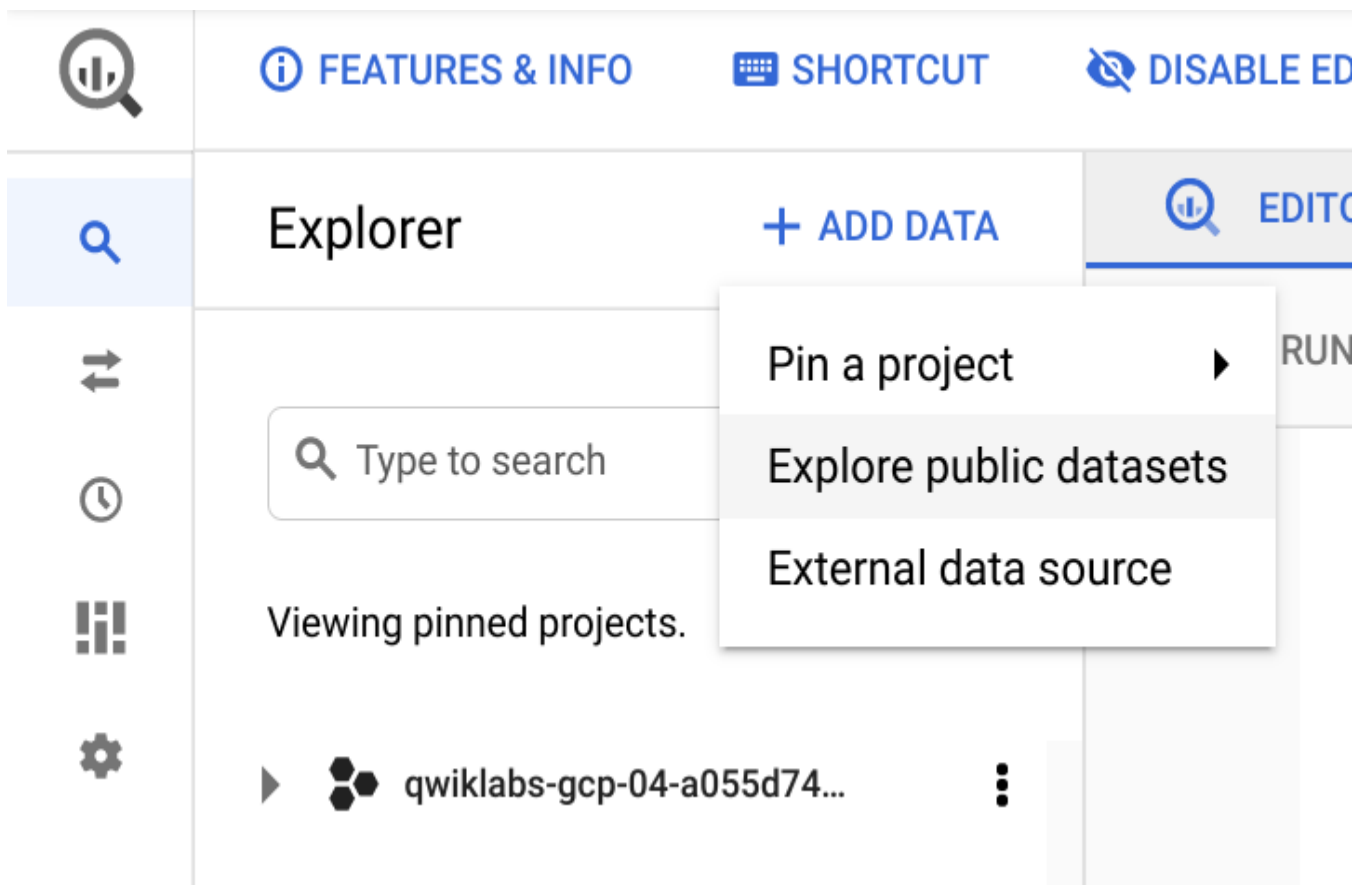 FEATURES & INFO SHORTCUT DISABLE ED
Explorer + ADD DATA EDITO
Pin a project RUN
Type to search Explore public datasets
External data source
Viewing pinned projects.
qwiklabs-gcp-04-a055d74...